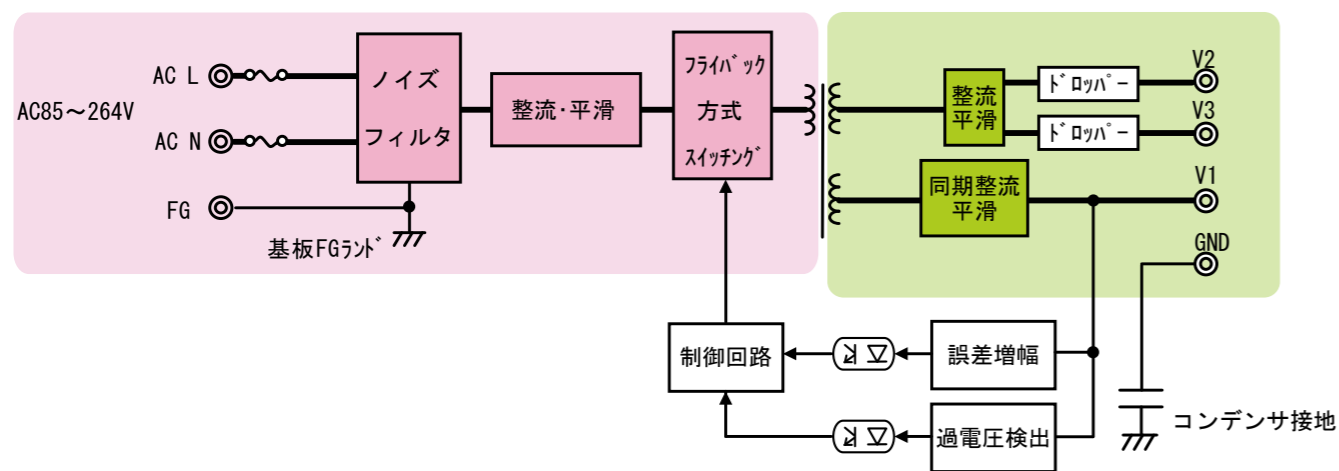 AC85～264V
AC L
AC N
FG
ノイズ
フィルタ
基板FGﾗﾝﾄﾞ
整流･平滑
ﾌﾗｲﾊﾞｯｸ
方式
ｽｲｯﾁﾝｸﾞ
整流
平滑
ﾄﾞﾛｯﾊﾟｰ
V2
ﾄﾞﾛｯﾊﾟｰ
V3
同期整流
平滑
V1
GND
制御回路
誤差増幅
過電圧検出
コンデンサ接地